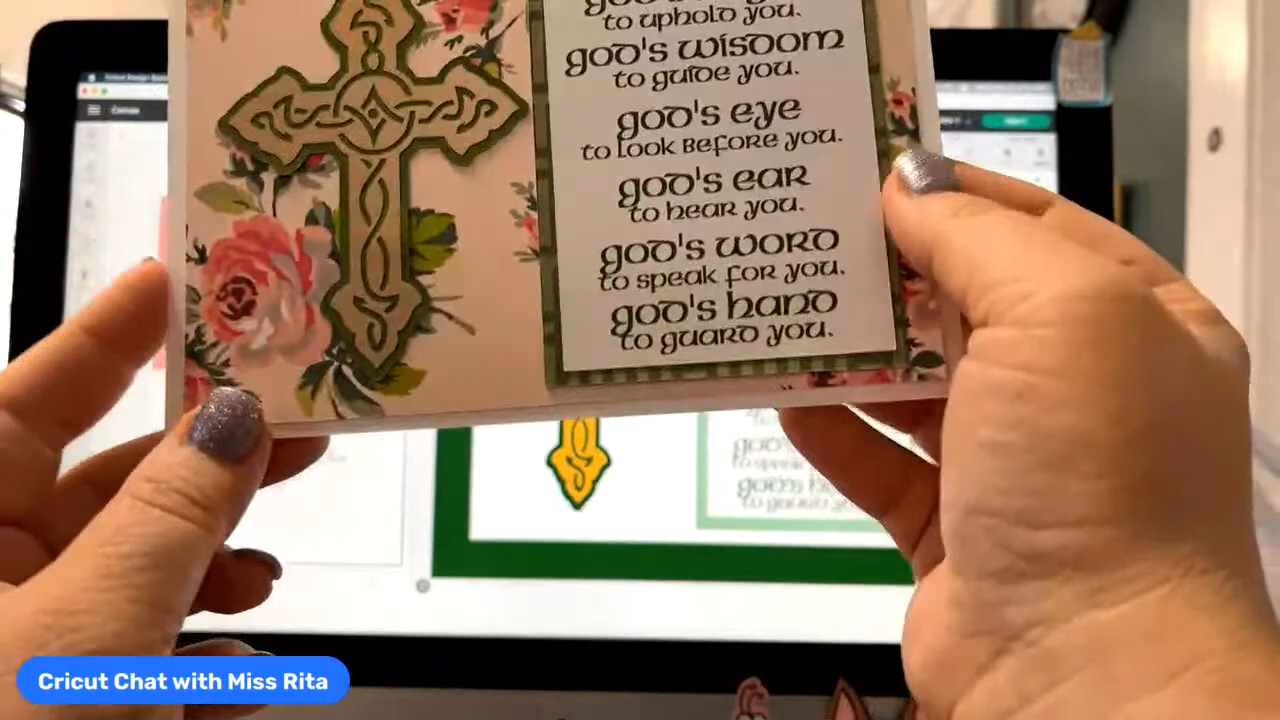 to uphold you.
god's wisdom
to guide you.
god's eye
to look before you.
god's ear
to hear you.
god's word
to speak for you.
god's hand
to guard you.
Canvas
Cricut Chat with Miss Rita